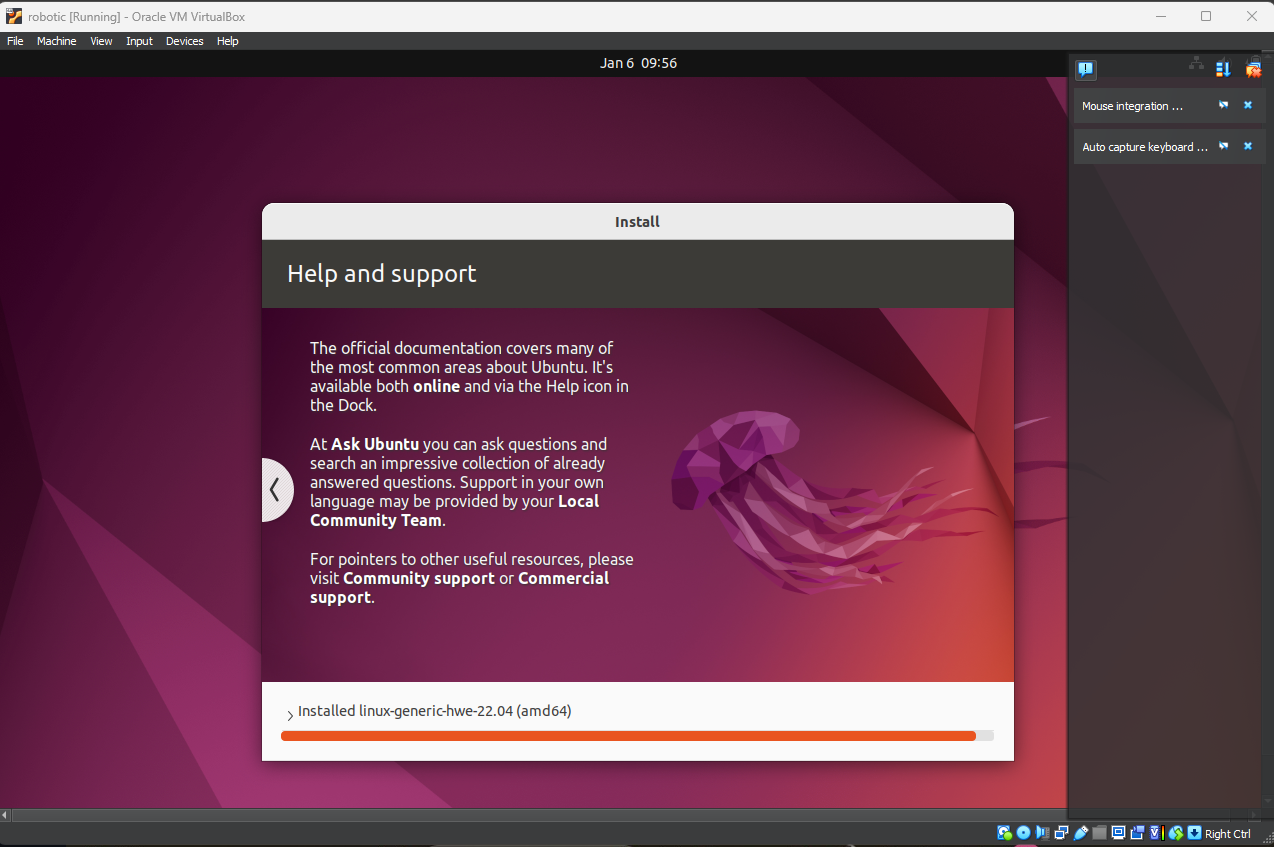 robotic [Running] - Oracle VM VirtualBox
File Machine View Input Devices Help
Jan 6 09:56
Mouse integration ...
Auto capture keyboard ...
Install
Help and support
The official documentation covers many of
the most common areas about Ubuntu. It's
available both online and via the Help icon in
the Dock.
At Ask Ubuntu you can ask questions and
search an impressive collection of already
answered questions. Support in your own
language may be provided by your Local
Community Team.
For pointers to other useful resources, please
visit Community support or Commercial
support.
Installed linux-generic-hwe-22.04 (amd64)
Right Ctrl